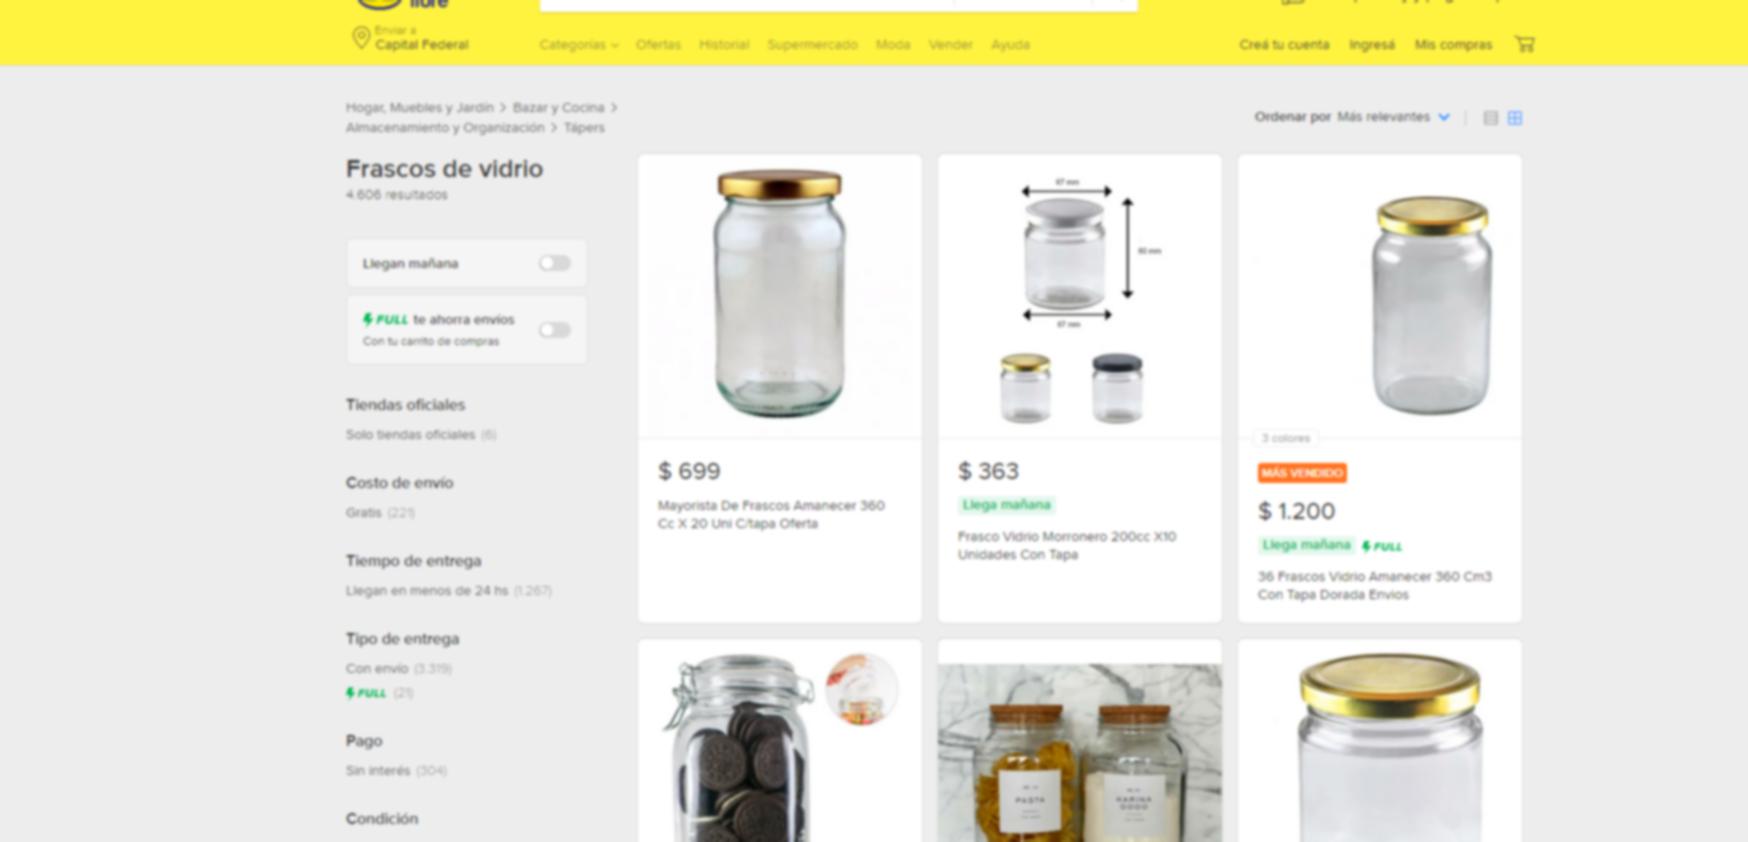 libre
Enviar a
Capital Federal
Categorías Ofertas Historial Supermercado Moda Vender Ayuda
Creá tu cuenta Ingresá Mis compras
Hogar, Muebles y Jardín > Bazar y Cocina >
Almacenamiento y Organización > Tápers
Ordenar por Más relevantes
Frascos de vidrio
4.606 resultados
Llegan mañana
FULL te ahorra envíos
Con tu carrito de compras
Tiendas oficiales
Solo tiendas oficiales (6)
Costo de envío
Gratis (221)
Tiempo de entrega
Llegan en menos de 24 hs (1.267)
Tipo de entrega
Con envío (3.319)
FULL (21)
Pago
Sin interés (304)
Condición
$ 699
Mayorista De Frascos Amanecer 360
Cc X 20 Uni C/tapa Oferta
67 mm
67 mm
$ 363
Llega mañana
Frasco Vidrio Morronero 200cc X10
Unidades Con Tapa
3 colores
MÁS VENDIDO
$ 1.200
Llega mañana FULL
36 Frascos Vidrio Amanecer 360 Cm3
Con Tapa Dorada Envios
PASTA
HARINA